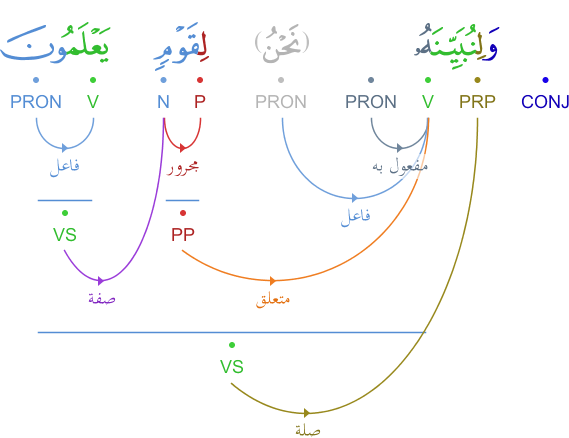 وَلِنُبَيِّنَهُۥ (نَحْنُ) لِقَوْمٍ يَعْلَمُونَ
PRON V N P PRON PRON V PRP CONJ
فاعل مجرور مفعول به
فاعل
VS PP
صفة متعلق
VS
صلة